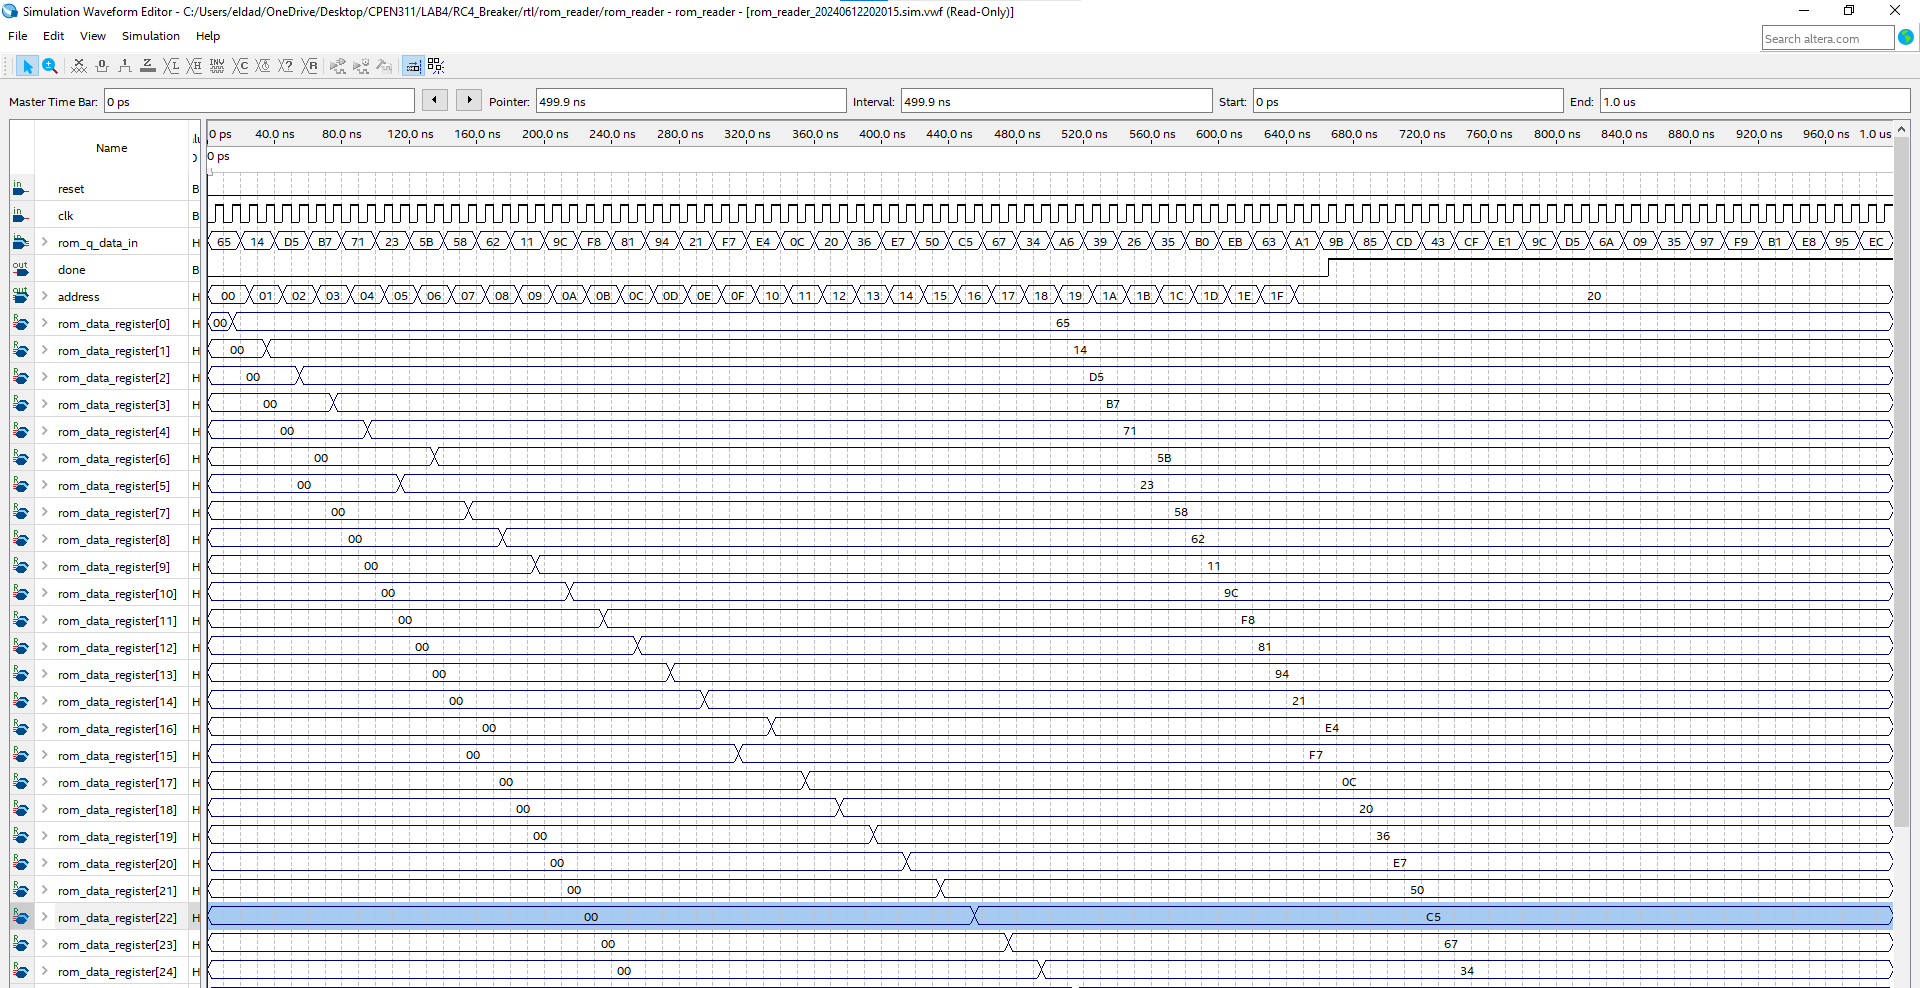 Simulation Waveform Editor - C:/Users/eldad/OneDrive/Desktop/CPEN311/LAB4/RC4_Breaker/rtl/rom_reader/rom_reader - rom_reader - [rom_reader_20240612202015.sim.vwf (Read-Only)]
File Edit View Simulation Help
Search altera.com
Master Time Bar: 0 ps Pointer: 499.9 ns Interval: 499.9 ns Start: 0 ps End: 1.0 us
Name 0 ps 40.0 ns 80.0 ns 120.0 ns 160.0 ns 200.0 ns 240.0 ns 280.0 ns 320.0 ns 360.0 ns 400.0 ns 440.0 ns 480.0 ns 520.0 ns 560.0 ns 600.0 ns 640.0 ns 680.0 ns 720.0 ns 760.0 ns 800.0 ns 840.0 ns 880.0 ns 920.0 ns 960.0 ns 1.0 us
0 ps
in reset B
in clk B
in rom_q_data_in H 65 14 D5 B7 71 23 5B 58 62 11 9C F8 81 94 21 F7 E4 0C 20 36 E7 50 C5 67 34 A6 39 26 35 B0 EB 63 A1 9B 85 CD 43 CF E1 9C D5 6A 09 35 97 F9 B1 E8 95 EC
out done B
out address H 00 01 02 03 04 05 06 07 08 09 0A 0B 0C 0D 0E 0F 10 11 12 13 14 15 16 17 18 19 1A 1B 1C 1D 1E 1F 20
R rom_data_register[0] H 00 65
R rom_data_register[1] H 00 14
R rom_data_register[2] H 00 D5
R rom_data_register[3] H 00 B7
R rom_data_register[4] H 00 71
R rom_data_register[6] H 00 5B
R rom_data_register[5] H 00 23
R rom_data_register[7] H 00 58
R rom_data_register[8] H 00 62
R rom_data_register[9] H 00 11
R rom_data_register[10] H 00 9C
R rom_data_register[11] H 00 F8
R rom_data_register[12] H 00 81
R rom_data_register[13] H 00 94
R rom_data_register[14] H 00 21
R rom_data_register[16] H 00 E4
R rom_data_register[15] H 00 F7
R rom_data_register[17] H 00 0C
R rom_data_register[18] H 00 20
R rom_data_register[19] H 00 36
R rom_data_register[20] H 00 E7
R rom_data_register[21] H 00 50
R rom_data_register[22] H 00 C5
R rom_data_register[23] H 00 67
R rom_data_register[24] H 00 34